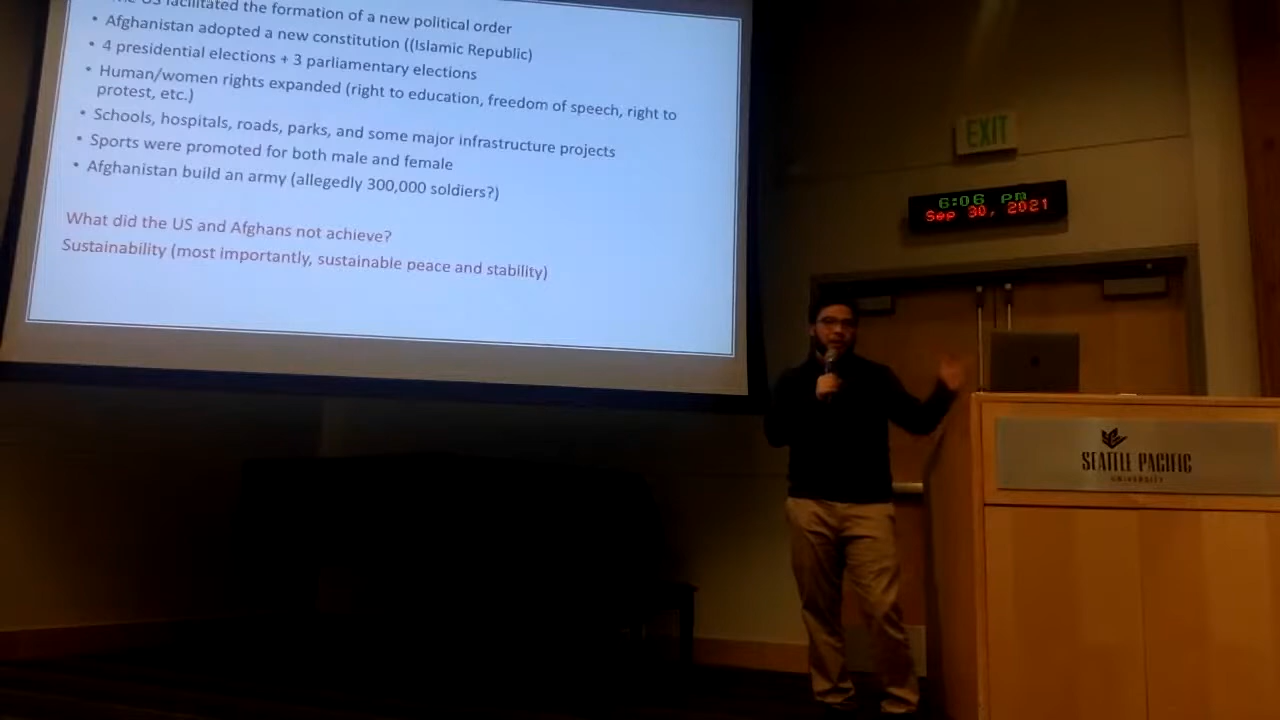 US facilitated the formation of a new political order
• Afghanistan adopted a new constitution ((Islamic Republic)
• 4 presidential elections + 3 parliamentary elections
• Human/women rights expanded (right to education, freedom of speech, right to
protest, etc.)
• Schools, hospitals, roads, parks, and some major infrastructure projects
• Sports were promoted for both male and female
• Afghanistan build an army (allegedly 300,000 soldiers?)
What did the US and Afghans not achieve?
Sustainability (most importantly, sustainable peace and stability)
EXIT
6:06 pm
Sep 30, 2021
SEATTLE PACIFIC
UNIVERSITY